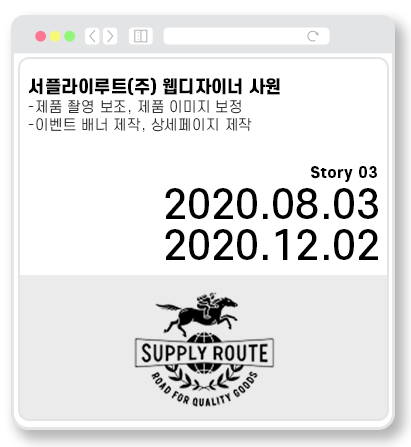 서플라이루트(주) 웹디자이너 사원
-제품 촬영 보조, 제품 이미지 보정
-이벤트 배너 제작, 상세페이지 제작
Story 03
2020.08.03
2020.12.02
SUPPLY ROUTE
ROAD FOR QUALITY GOODS